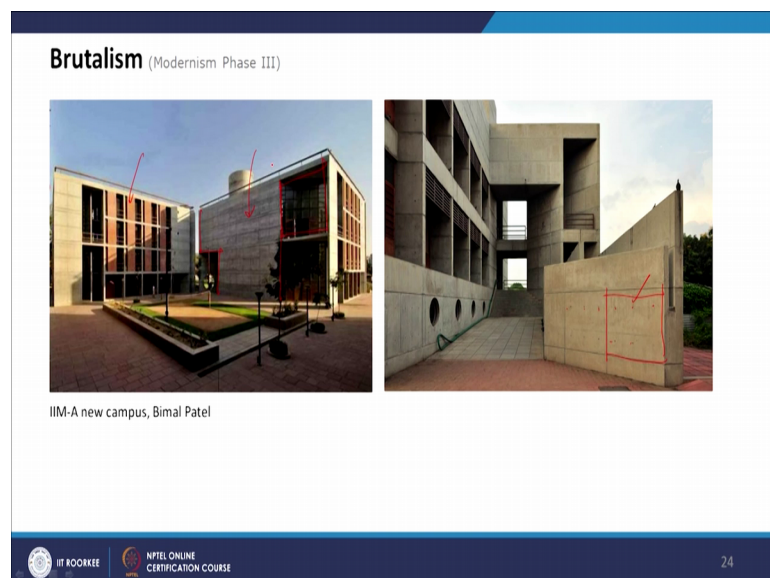 Brutalism (Modernism Phase III)
IIM-A new campus, Bimal Patel
IIT ROORKEE
NPTEL ONLINE
CERTIFICATION COURSE
24